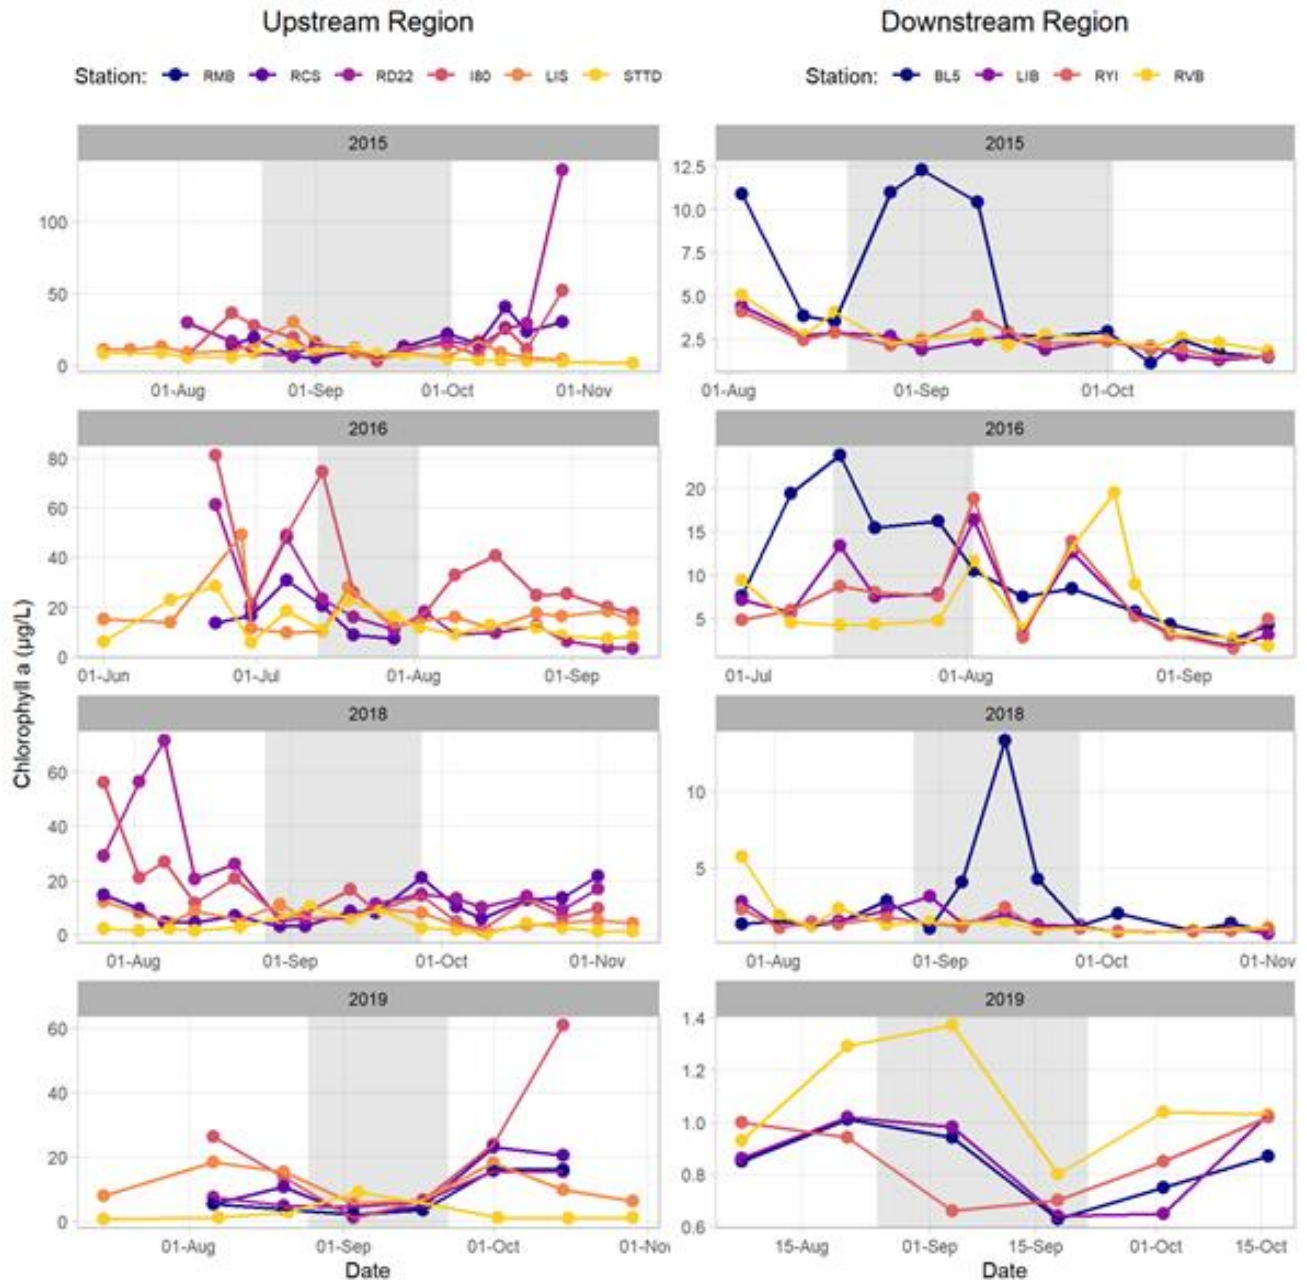 Upstream Region
Downstream Region
Station: RMB RCS RD22 I80 LIS STTD
Station: BL5 LIB RYI RVB
Chlorophyll a (µg/L)
2015
100
50
0
01-Aug 01-Sep 01-Oct 01-Nov
2015
12.5
10.0
7.5
5.0
2.5
01-Aug 01-Sep 01-Oct
2016
80
60
40
20
0
01-Jun 01-Jul 01-Aug 01-Sep
2016
20
15
10
5
01-Jul 01-Aug 01-Sep
2018
60
40
20
0
01-Aug 01-Sep 01-Oct 01-Nov
2018
10
5
01-Aug 01-Sep 01-Oct 01-Nov
2019
60
40
20
0
01-Aug 01-Sep 01-Oct 01-Nov
Date
2019
1.4
1.2
1.0
0.8
0.6
15-Aug 01-Sep 15-Sep 01-Oct 15-Oct
Date